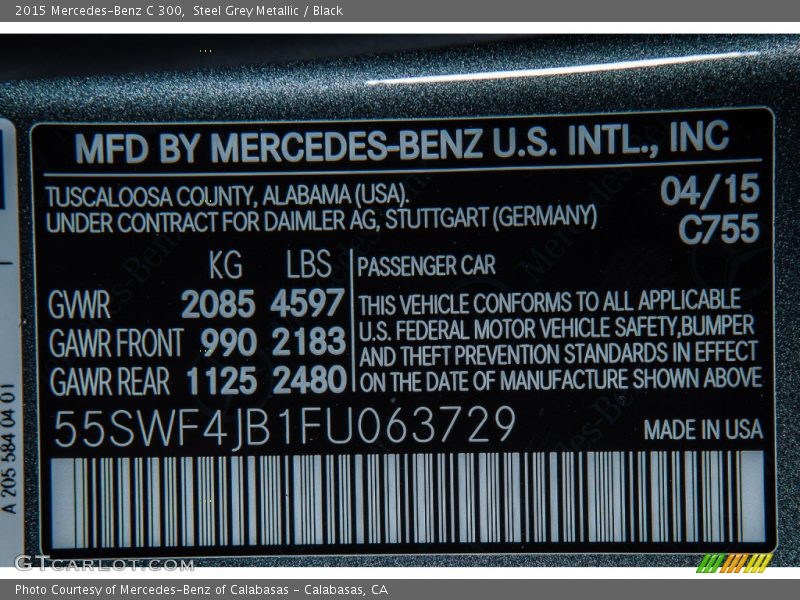 2015 Mercedes-Benz C 300,  Steel Grey Metallic / Black
MFD BY MERCEDES-BENZ U.S. INTL., INC
TUSCALOOSA COUNTY, ALABAMA (USA). 04/15
UNDER CONTRACT FOR DAIMLER AG, STUTTGART (GERMANY) C755
KG LBS PASSENGER CAR
GWR 2085 4597 THIS VEHICLE CONFORMS TO ALL APPLICABLE
GAWR FRONT 990 2183 U.S. FEDERAL MOTOR VEHICLE SAFETY,BUMPER
AND THEFT PREVENTION STANDARDS IN EFFECT
GAWR REAR 1125 2480 ON THE DATE OF MANUFACTURE SHOWN ABOVE
55SWF4JB1FU063729 MADE IN USA
A 205 584 04 01
GTCARLOT.COM
Photo Courtesy of Mercedes-Benz of Calabasas - Calabasas, CA